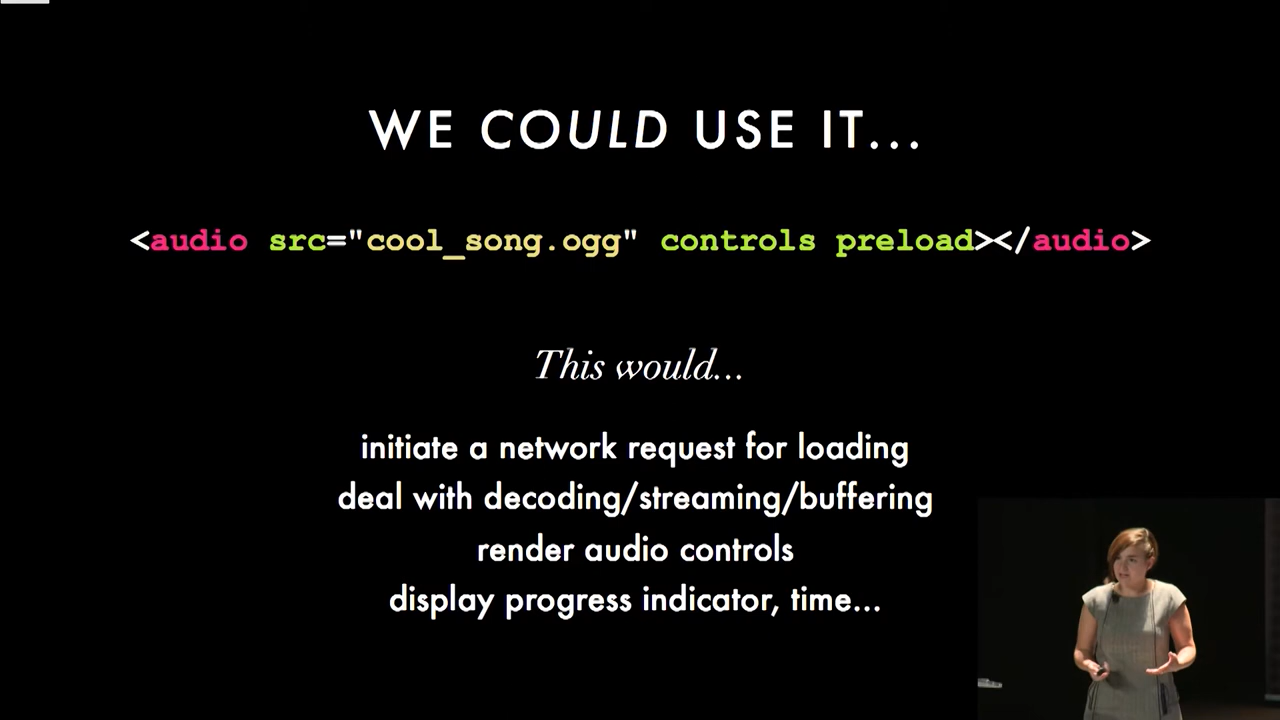 WE COULD USE IT...
<audio src="cool_song.ogg" controls preload></audio>
This would...
initiate a network request for loading
deal with decoding/streaming/buffering
render audio controls
display progress indicator, time...